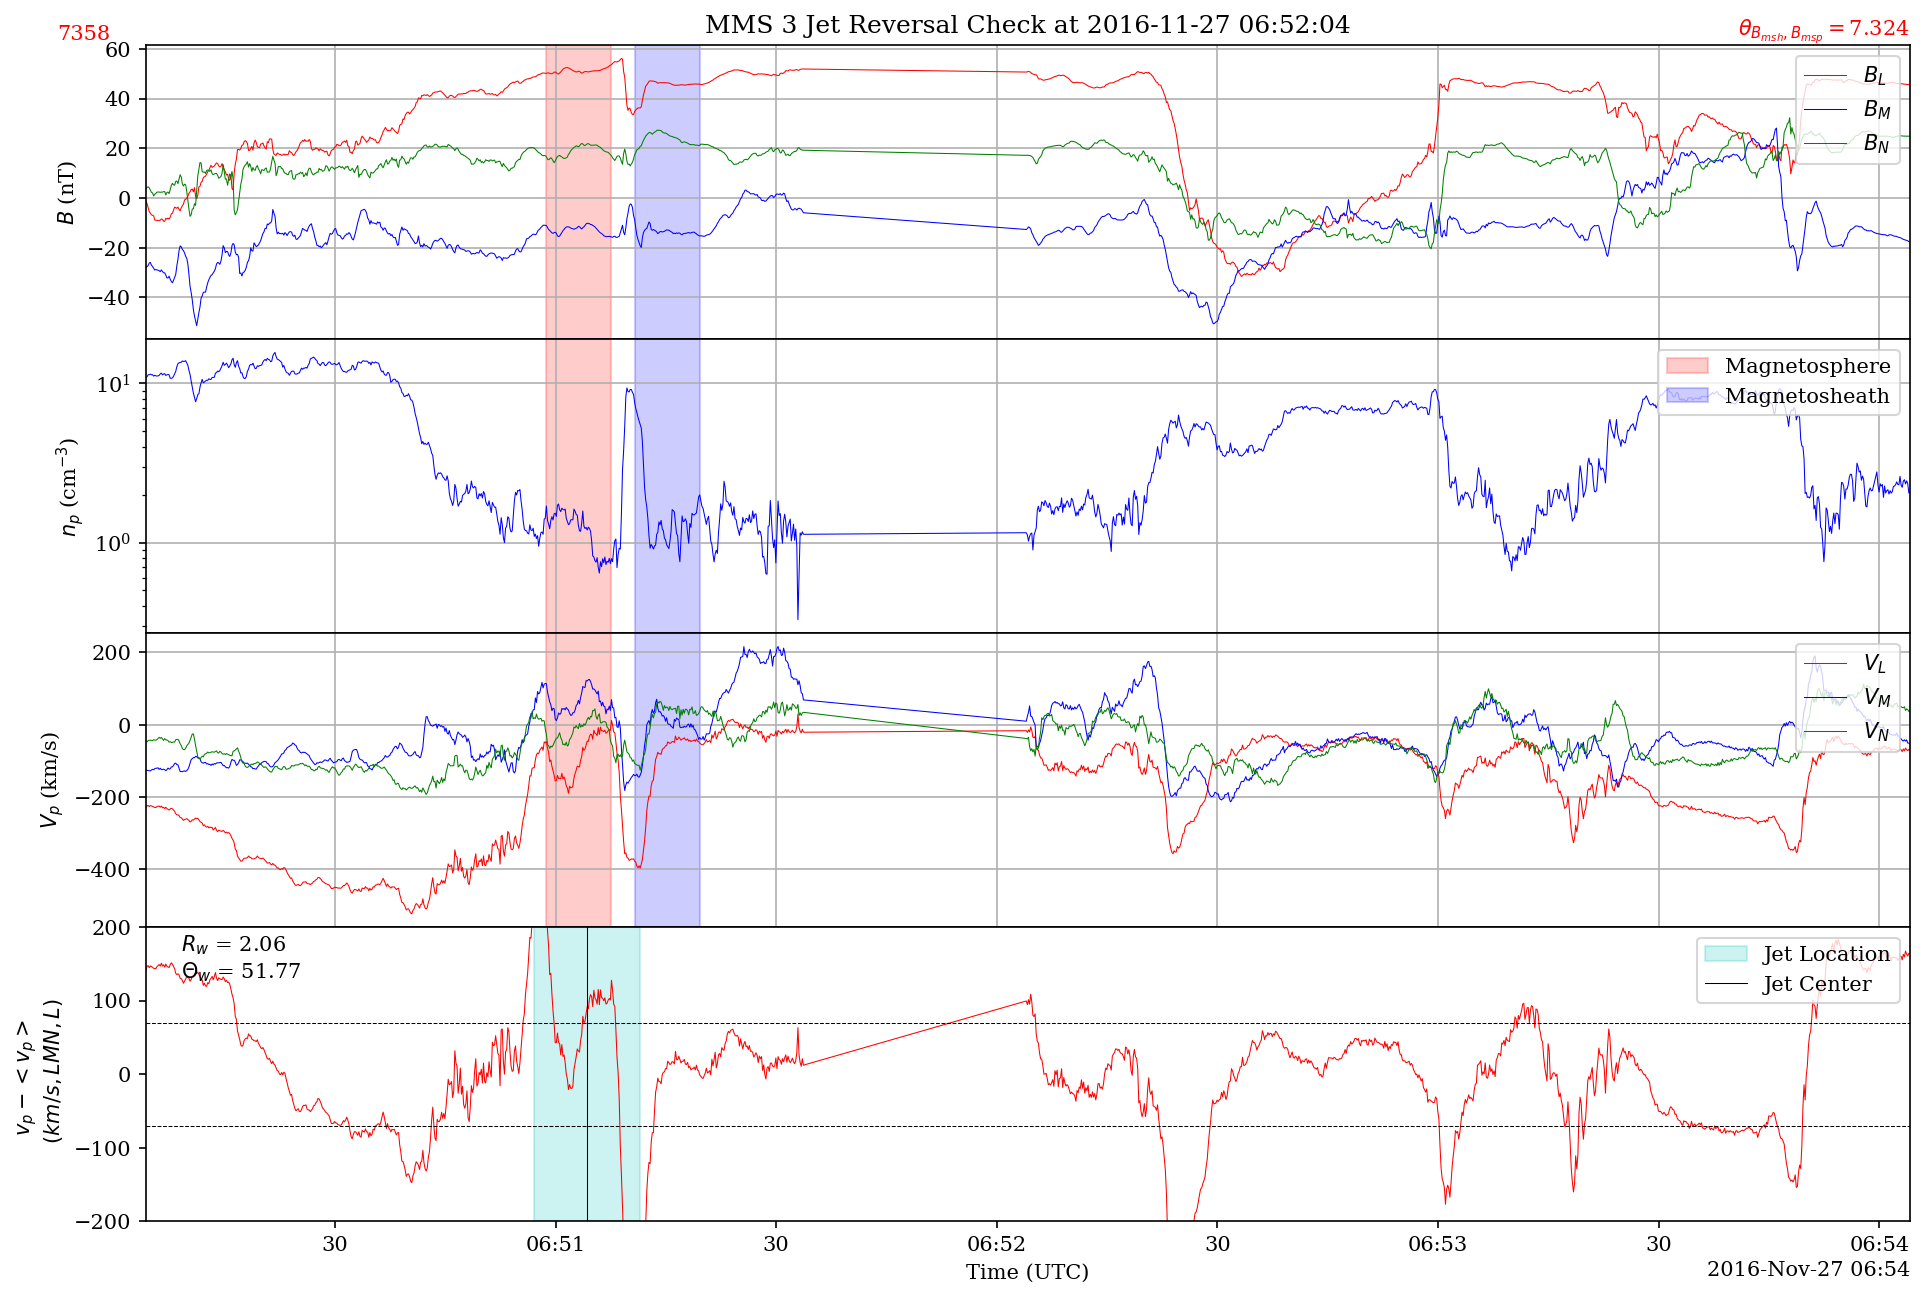 7358
MMS 3 Jet Reversal Check at 2016-11-27 06:52:04
θ_{B_{msh}, B_{msp}} = 7.324
B (nT)
60
40
20
0
−20
−40
B_L
B_M
B_N
n_p (cm^{−3})
10^1
10^0
Magnetosphere
Magnetosheath
V_p (km/s)
200
0
−200
−400
V_L
V_M
V_N
v_p − < v_p >
(km/s, LMN, L)
200
100
0
−100
−200
R_w = 2.06
Θ_w = 51.77
Jet Location
Jet Center
30
06:51
30
06:52
30
06:53
30
06:54
Time (UTC)
2016-Nov-27 06:54